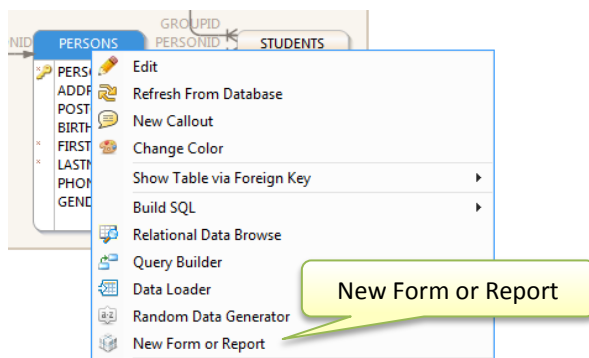 GROUPID
NID PERSONS PERSONID STUDENTS
Edit
Refresh From Database
New Callout
Change Color
Show Table via Foreign Key
Build SQL
Relational Data Browse
Query Builder
Data Loader
Random Data Generator
New Form or Report
PERS
ADDR
POST
BIRTH
FIRST
LASTN
PHON
GEND
New Form or Report